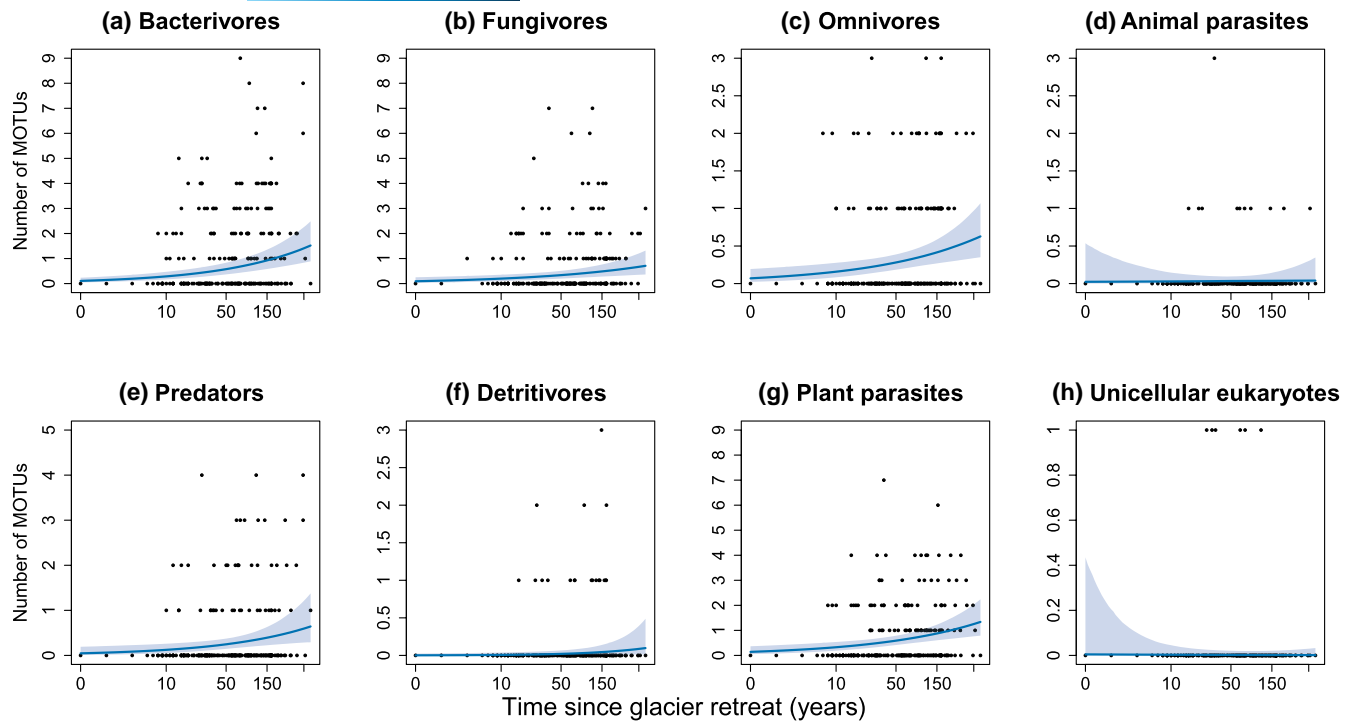 (a) Bacterivores
(b) Fungivores
(c) Omnivores
(d) Animal parasites
Number of MOTUs
0 1 2 3 4 5 6 7 8 9
0 10 50 150
0 1 2 3 4 5 6 7 8 9
0 10 50 150
0 0.5 1 1.5 2 2.5 3
0 10 50 150
0 0.5 1 1.5 2 2.5 3
0 10 50 150
(e) Predators
(f) Detritivores
(g) Plant parasites
(h) Unicellular eukaryotes
Number of MOTUs
0 1 2 3 4 5
0 10 50 150
0 0.5 1 1.5 2 2.5 3
0 10 50 150
0 1 2 3 4 5 6 7 8 9
0 10 50 150
0 0.2 0.4 0.6 0.8 1
0 10 50 150
Time since glacier retreat (years)